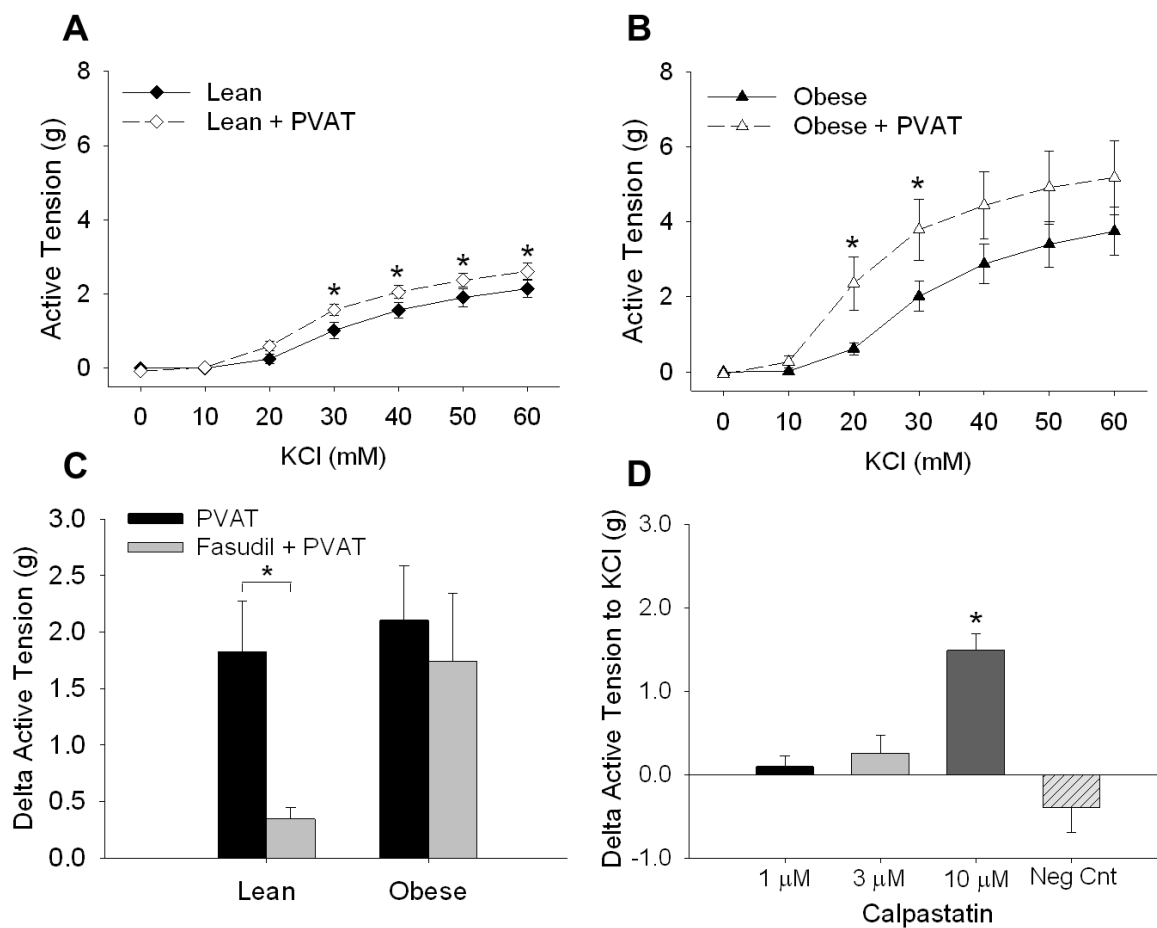 A
8
6
4
2
0
Active Tension (g)
Lean
Lean + PVAT
* * * *
0 10 20 30 40 50 60
KCl (mM)
B
8
6
4
2
0
Active Tension (g)
Obese
Obese + PVAT
* *
0 10 20 30 40 50 60
KCl (mM)
C
3.0
2.5
2.0
1.5
1.0
0.5
0.0
Delta Active Tension (g)
PVAT
Fasudil + PVAT
*
Lean Obese
D
3.0
2.0
1.0
0.0
-1.0
Delta Active Tension to KCl (g)
*
1 μM 3 μM 10 μM Neg Cnt
Calpastatin